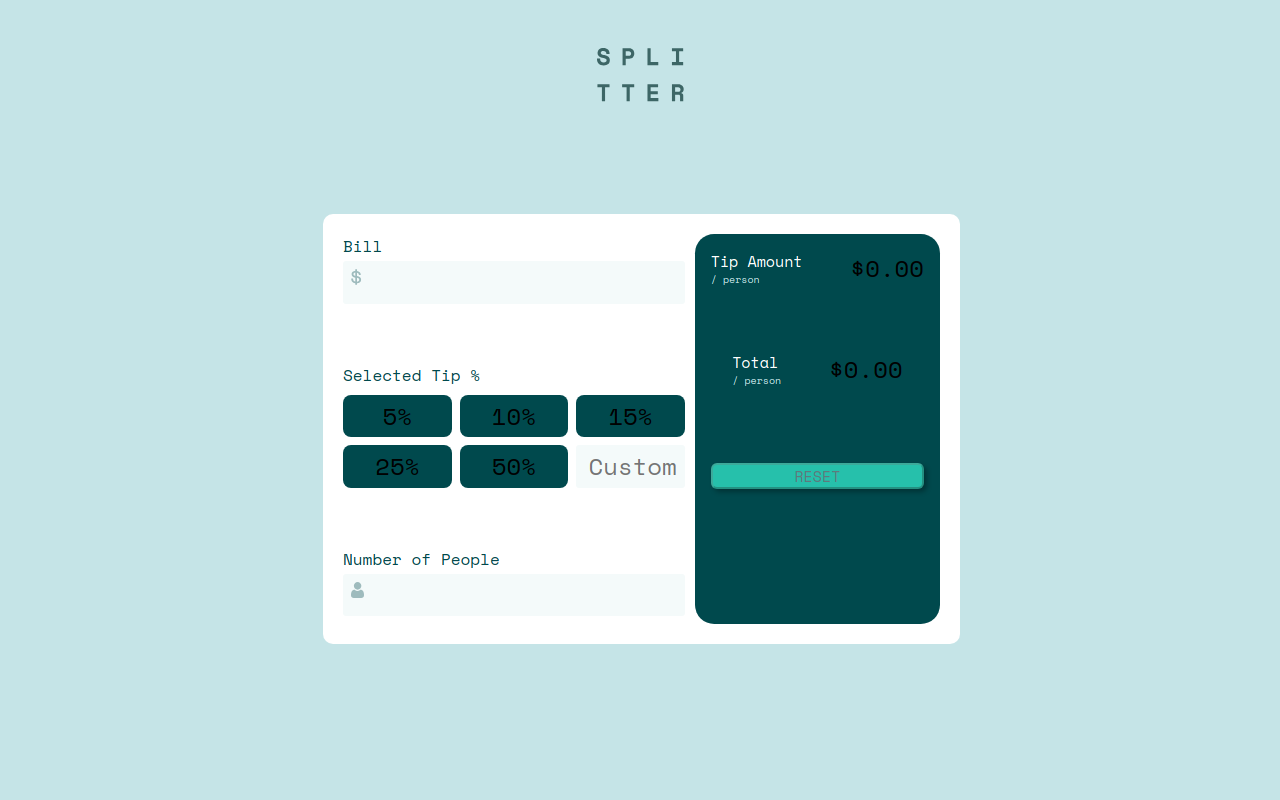 SPLI
TTER
Bill
$
Selected Tip %
5% 10% 15%
25% 50% Custom
Number of People
Tip Amount
/ person
$0.00
Total
/ person
$0.00
RESET